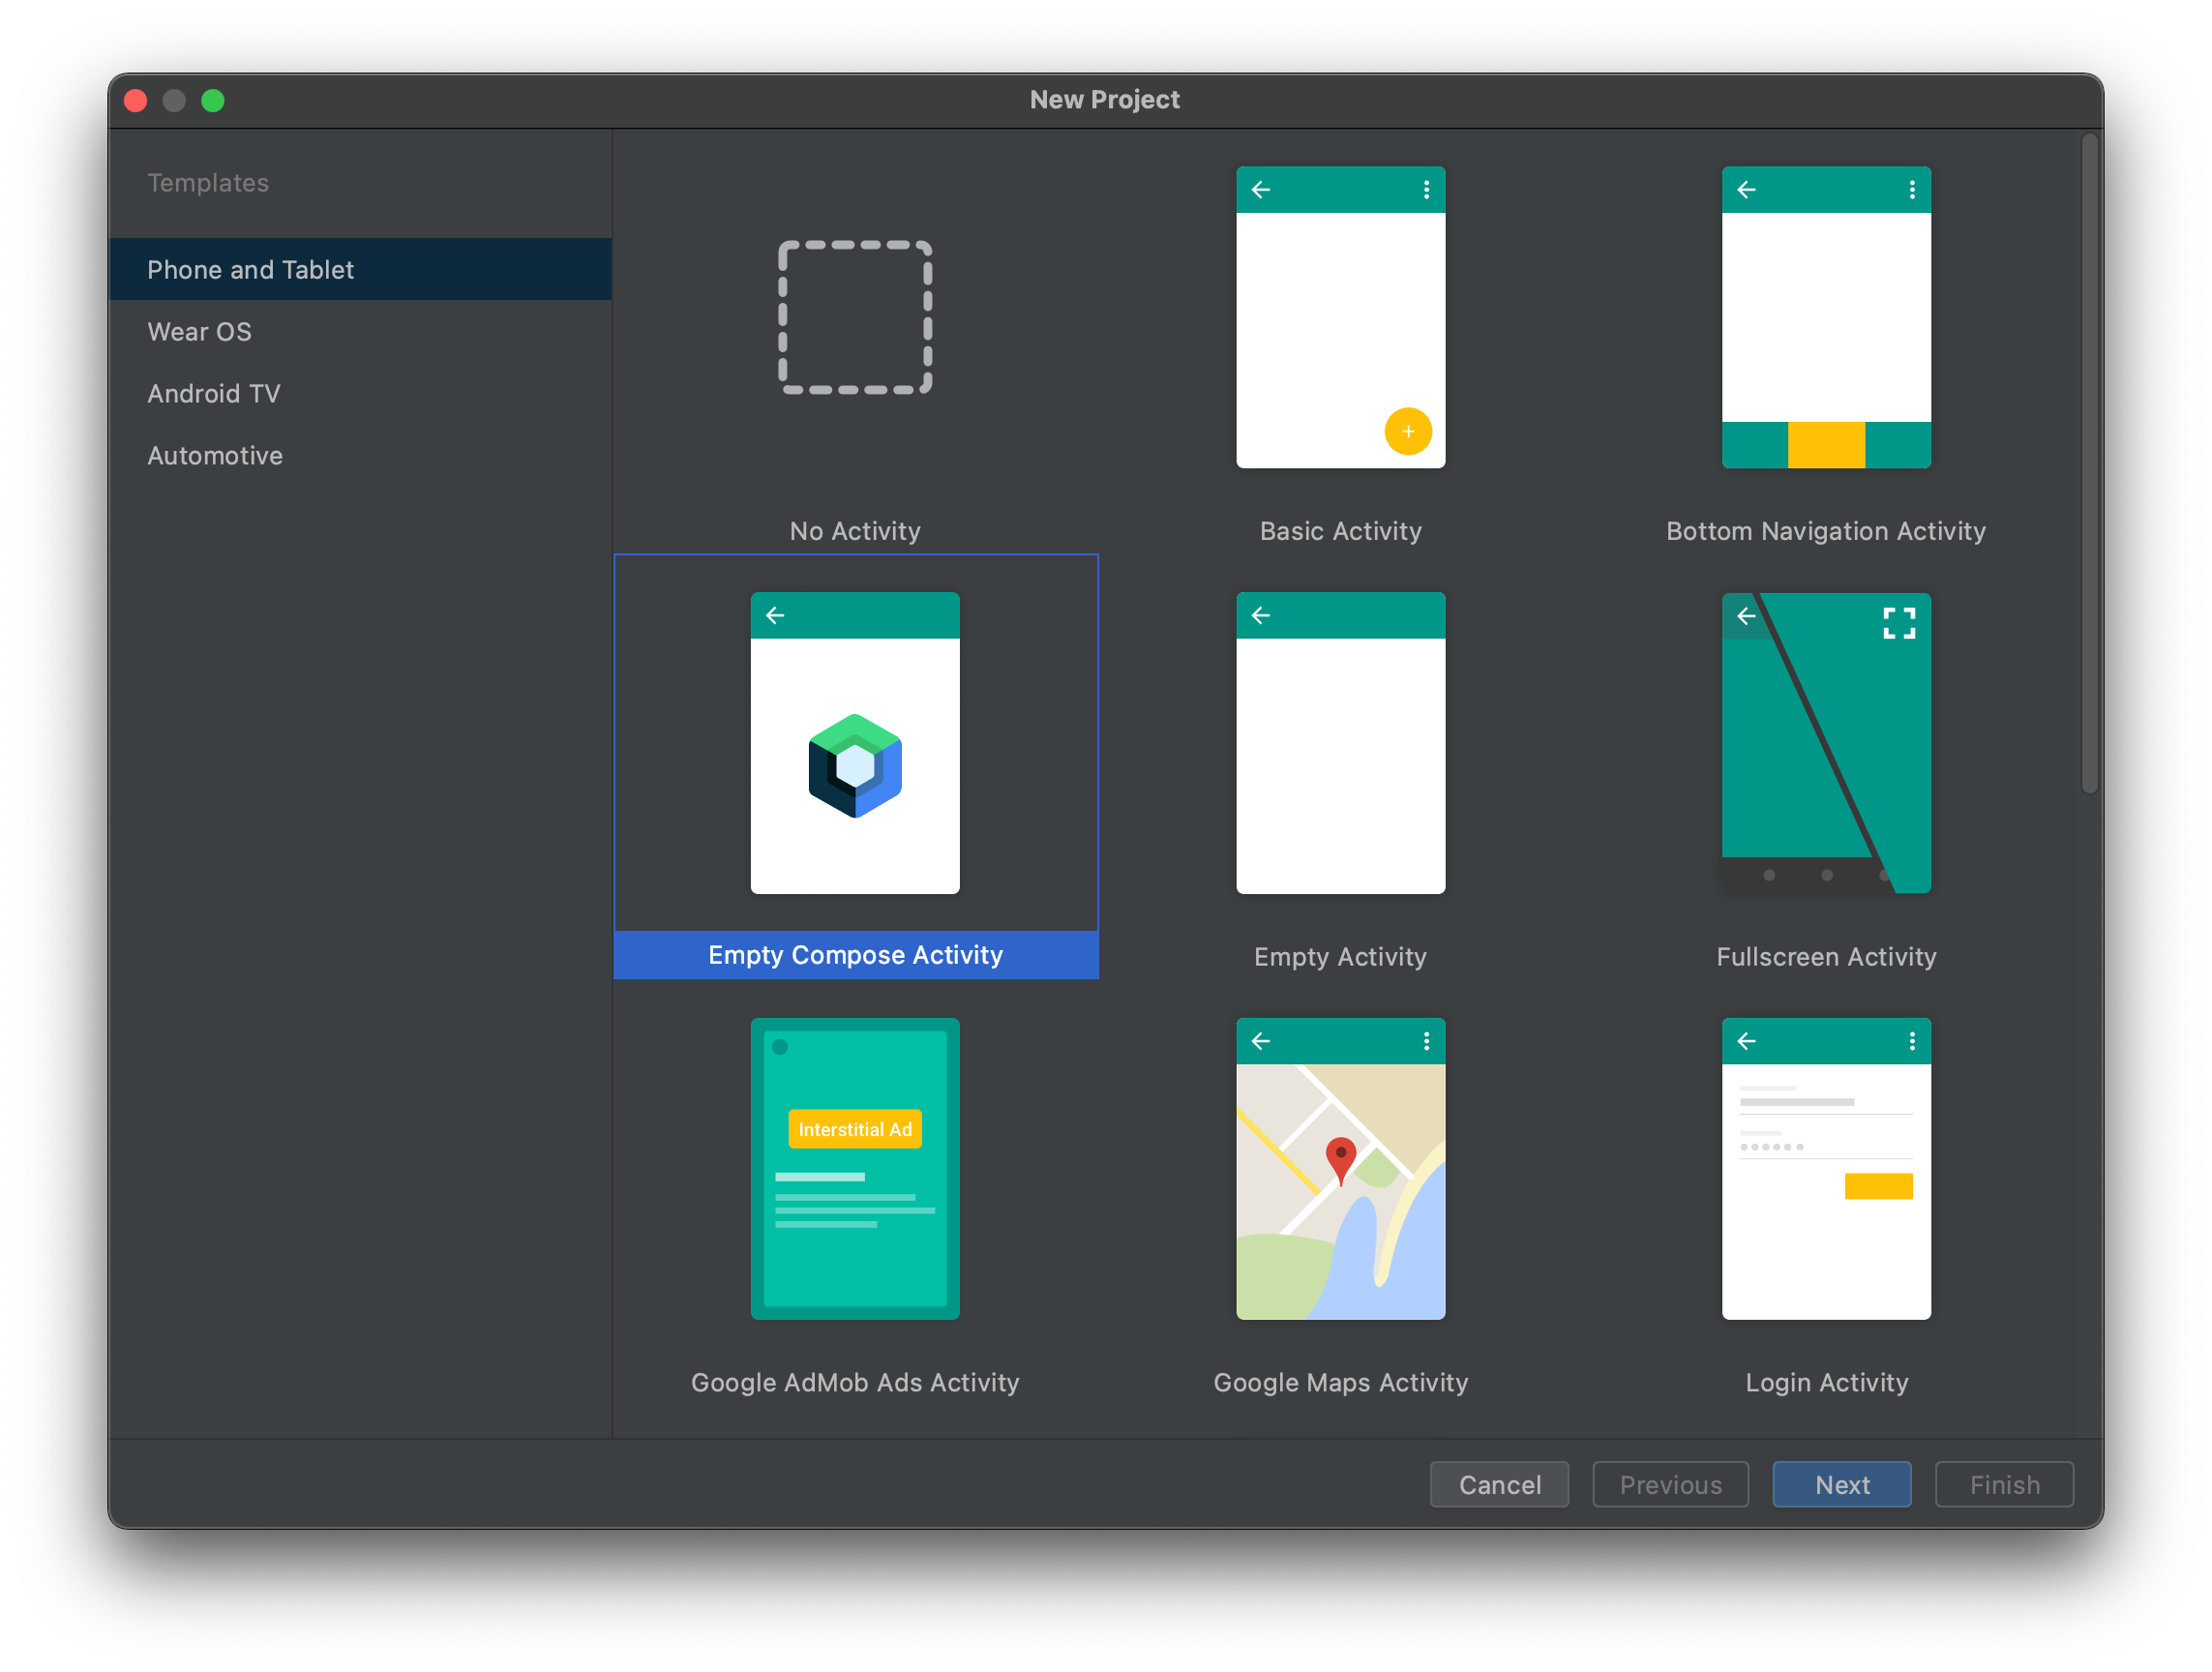 New Project
Templates
Phone and Tablet
Wear OS
Android TV
Automotive
No Activity
Basic Activity
Bottom Navigation Activity
Empty Compose Activity
Empty Activity
Fullscreen Activity
Interstitial Ad
Google AdMob Ads Activity
Google Maps Activity
Login Activity
Cancel
Previous
Next
Finish